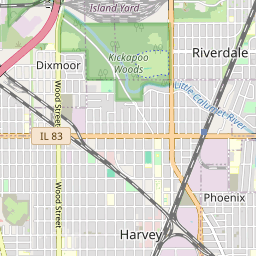 Island Yard
Riverdale
Kickapoo
Woods
Dixmoor
Little Calumet River
Wood Street
IL 83
Wood Street
Phoenix
Harvey